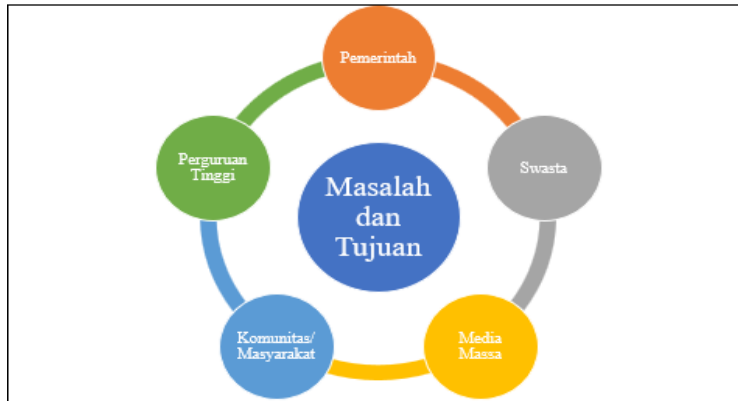 Pemerintah
Perguruan
Tinggi
Swasta
Masalah
dan
Tujuan
Komunitas/
Masyarakat
Media
Massa